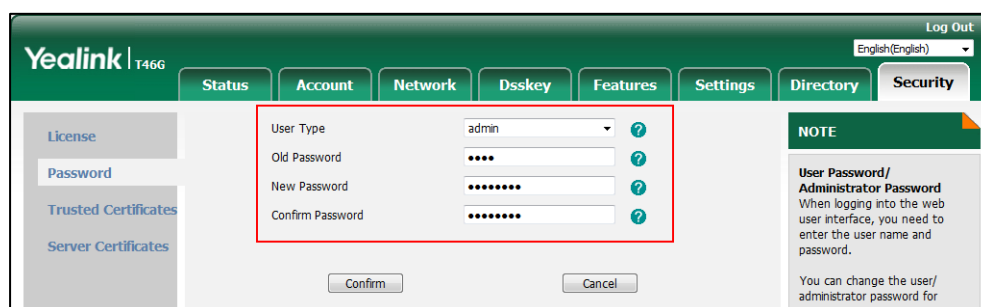 Log Out
English(English)
Yealink T46G
Status Account Network Dsskey Features Settings Directory Security
License
Password
Trusted Certificates
Server Certificates
User Type admin ?
Old Password •••• ?
New Password •••••••• ?
Confirm Password •••••••• ?
Confirm Cancel
NOTE
User Password/
Administrator Password
When logging into the web
user interface, you need to
enter the user name and
password.
You can change the user/
administrator password for